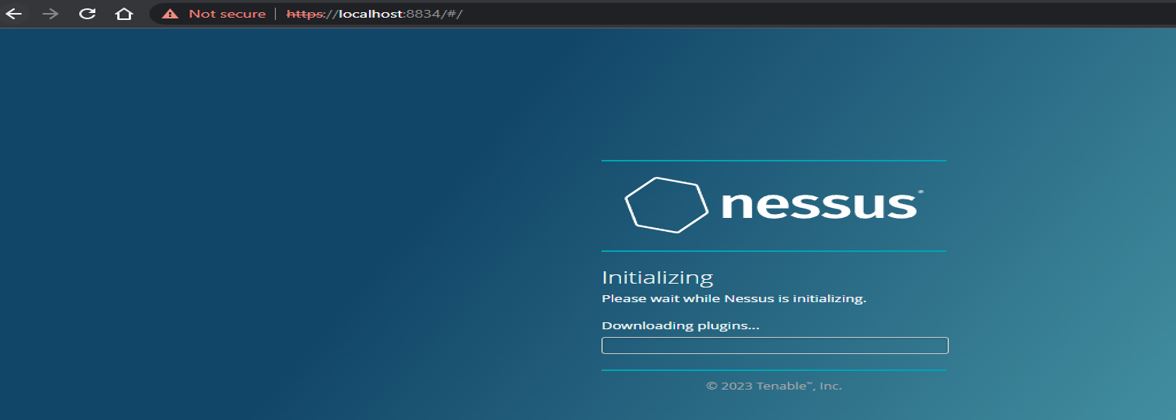 Not secure | https://localhost:8834/#/
nessus
Initializing
Please wait while Nessus is initializing.
Downloading plugins...
© 2023 Tenable™, Inc.